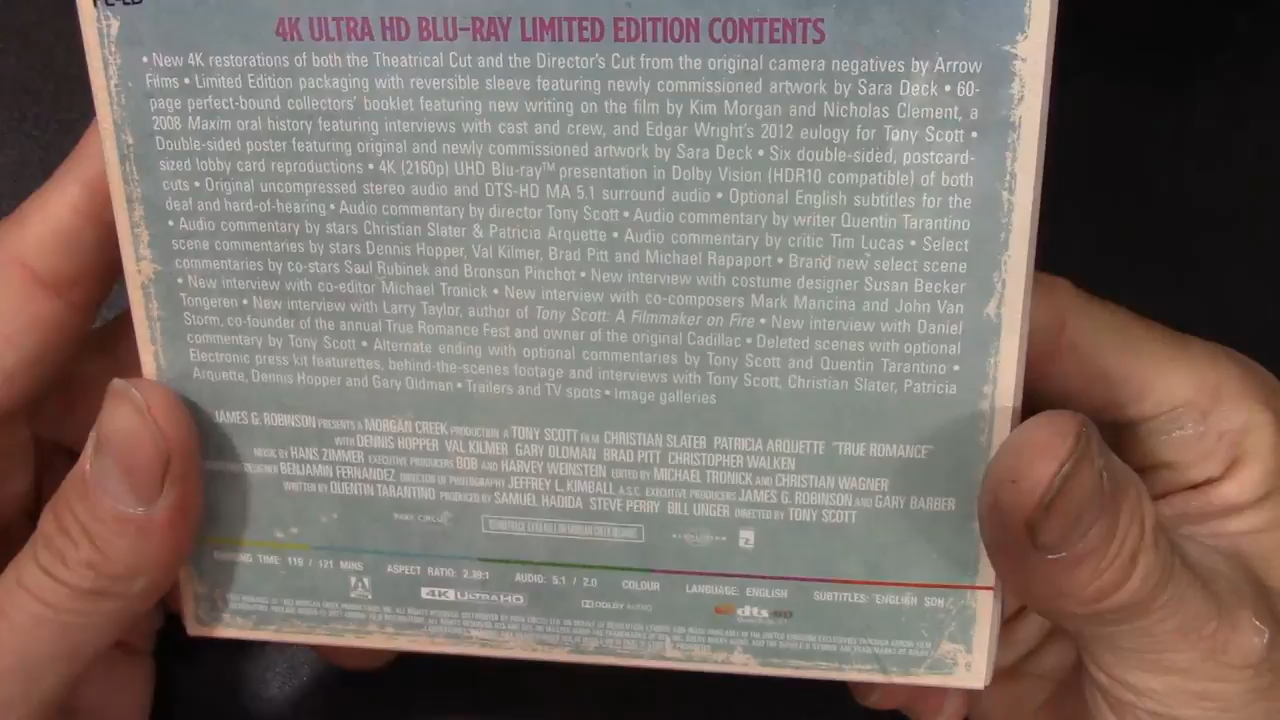 4K ULTRA HD BLU-RAY LIMITED EDITION CONTENTS
• New 4K restorations of both the Theatrical Cut and the Director's Cut from the original camera negatives by Arrow
Films • Limited Edition packaging with reversible sleeve featuring newly commissioned artwork by Sara Deck • 60-
page perfect-bound collectors' booklet featuring new writing on the film by Kim Morgan and Nicholas Clement, a
2008 Maxim oral history featuring interviews with cast and crew, and Edgar Wright's 2012 eulogy for Tony Scott •
Double-sided poster featuring original and newly commissioned artwork by Sara Deck • Six double-sided, postcard-
sized lobby card reproductions • 4K (2160p) UHD Blu-ray™ presentation in Dolby Vision (HDR10 compatible) of both
cuts • Original uncompressed stereo audio and DTS-HD MA 5.1 surround audio • Optional English subtitles for the
deaf and hard-of-hearing • Audio commentary by director Tony Scott • Audio commentary by writer Quentin Tarantino
• Audio commentary by stars Christian Slater & Patricia Arquette • Audio commentary by critic Tim Lucas • Select
scene commentaries by stars Dennis Hopper, Val Kilmer, Brad Pitt and Michael Rapaport • Brand new select scene
commentaries by co-stars Saul Rubinek and Bronson Pinchot • New interview with costume designer Susan Becker
• New interview with co-editor Michael Tronick • New interview with co-composers Mark Mancina and John Van
Tongeren • New interview with Larry Taylor, author of Tony Scott: A Filmmaker on Fire • New interview with Daniel
Storm, co-founder of the annual True Romance Fest and owner of the original Cadillac • Deleted scenes with optional
commentary by Tony Scott • Alternate ending with optional commentaries by Tony Scott and Quentin Tarantino •
Electronic press kit featurettes, behind-the-scenes footage and interviews with Tony Scott, Christian Slater, Patricia
Arquette, Dennis Hopper and Gary Oldman • Trailers and TV spots • Image galleries
JAMES G. ROBINSON PRESENTS A MORGAN CREEK PRODUCTION A TONY SCOTT FILM CHRISTIAN SLATER PATRICIA ARQUETTE "TRUE ROMANCE"
WITH DENNIS HOPPER VAL KILMER GARY OLDMAN BRAD PITT CHRISTOPHER WALKEN
MUSIC BY HANS ZIMMER EXECUTIVE PRODUCERS BOB AND HARVEY WEINSTEIN EDITED BY MICHAEL TRONICK AND CHRISTIAN WAGNER
DESIGNER BENJAMIN FERNANDEZ DIRECTOR OF PHOTOGRAPHY JEFFREY L. KIMBALL A.S.C. EXECUTIVE PRODUCERS JAMES G. ROBINSON AND GARY BARBER
WRITTEN BY QUENTIN TARANTINO PRODUCED BY SAMUEL HADIDA STEVE PERRY BILL UNGER DIRECTED BY TONY SCOTT
PARK CIRCUS
RUNNING TIME: 119 / 121 MINS ASPECT RATIO: 2.39:1 AUDIO: 5.1 / 2.0 COLOUR LANGUAGE: ENGLISH SUBTITLES: ENGLISH SDH
4K ULTRA HD DOLBY AUDIO dts-HD